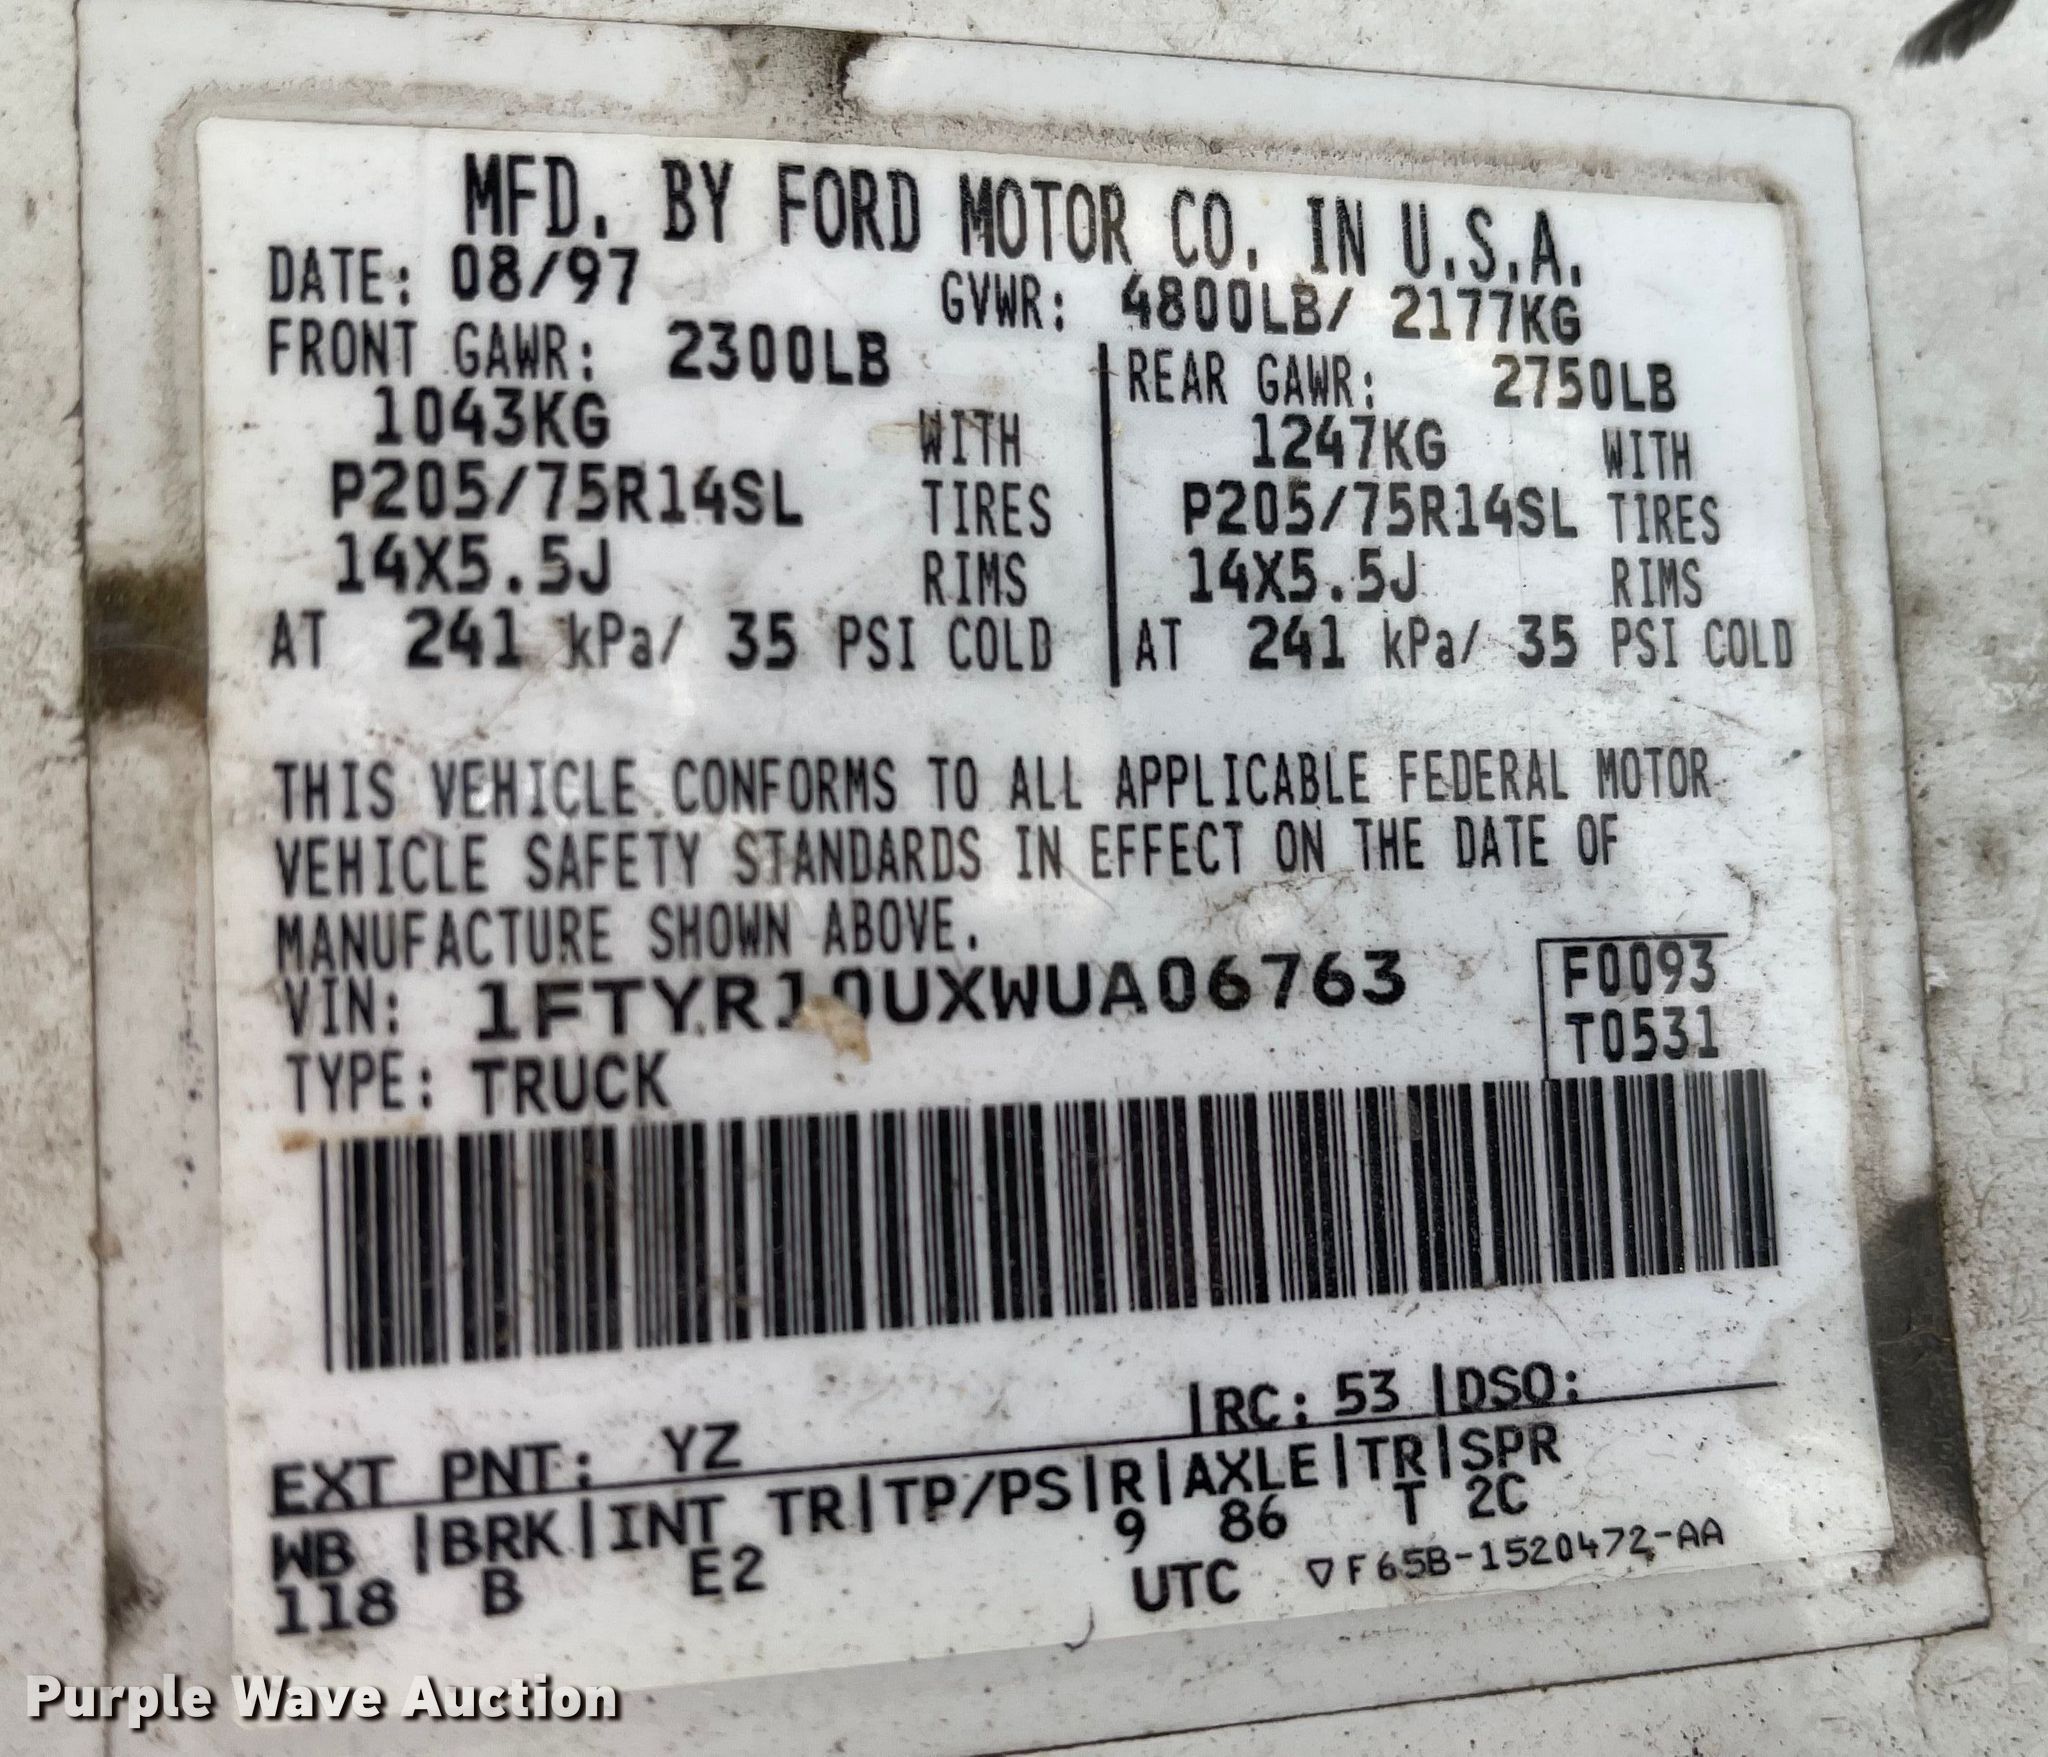 MFD. BY FORD MOTOR CO. IN U.S.A.
DATE: 08/97 GVWR: 4800LB/ 2177KG
FRONT GAWR: 2300LB REAR GAWR: 2750LB
1043KG WITH 1247KG WITH
P205/75R14SL TIRES P205/75R14SL TIRES
14X5.5J RIMS 14X5.5J RIMS
AT 241 kPa/ 35 PSI COLD AT 241 kPa/ 35 PSI COLD
THIS VEHICLE CONFORMS TO ALL APPLICABLE FEDERAL MOTOR
VEHICLE SAFETY STANDARDS IN EFFECT ON THE DATE OF
MANUFACTURE SHOWN ABOVE.
VIN: 1FTYR10UXWUA06763 F0093
TYPE: TRUCK T0531
EXT PNT: YZ |RC: 53 |DSO:
WB |BRK|INT TR|TP/PS|R|AXLE|TR|SPR
118 B E2 9 86 T 2C
UTC ▽F65B-1520472-AA
Purple Wave Auction